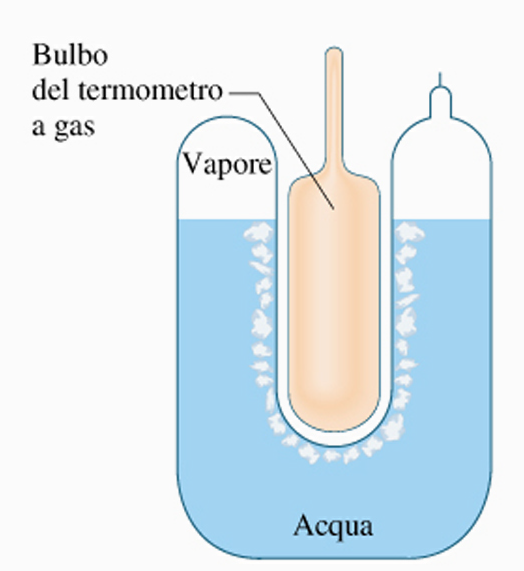 Bulbo
del termometro
a gas
Vapore
Acqua